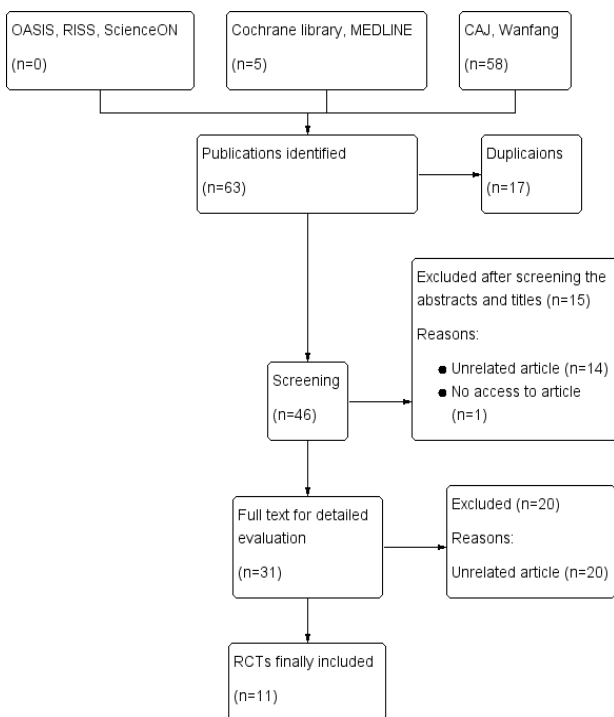 OASIS, RISS, ScienceON
(n=0)
Cochrane library, MEDLINE
(n=5)
CAJ, Wanfang
(n=58)
Publications identified
(n=63)
Duplicaions
(n=17)
Excluded after screening the
abstracts and titles (n=15)
Reasons:
● Unrelated article (n=14)
● No access to article
(n=1)
Screening
(n=46)
Full text for detailed
evaluation
(n=31)
Excluded (n=20)
Reasons:
Unrelated article (n=20)
RCTs finally included
(n=11)